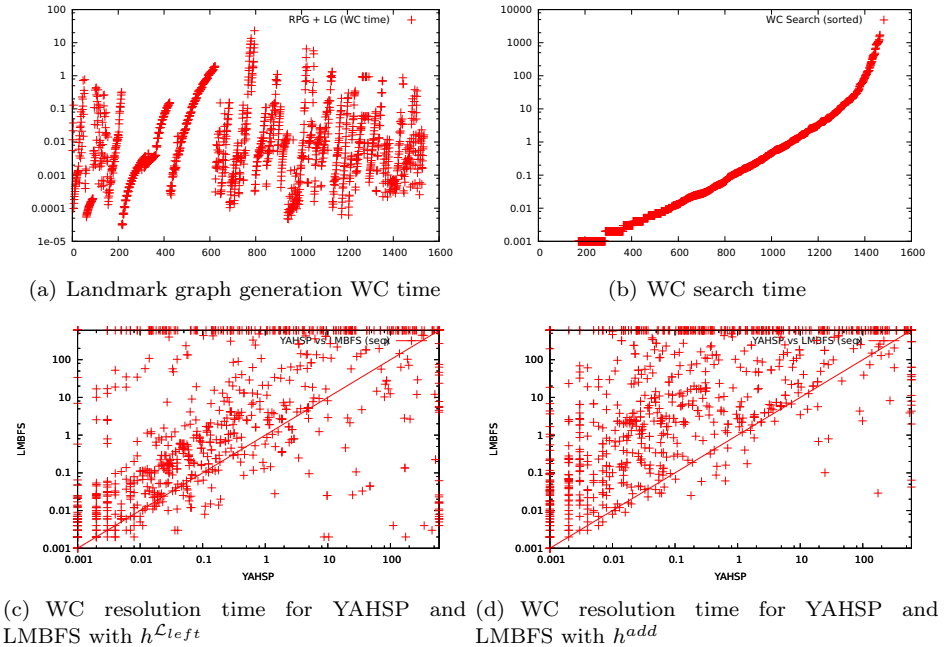 100
10
1
0.1
0.01
0.001
0.0001
1e-05
RPG + LG (WC time)
0 200 400 600 800 1000 1200 1400 1600
(a) Landmark graph generation WC time
10000
1000
100
10
1
0.1
0.01
0.001
WC Search (sorted)
0 200 400 600 800 1000 1200 1400 1600
(b) WC search time
100
10
1
0.1
0.01
0.001
LMBFS
YAHSP vs LMBFS (seq)
0.001 0.01 0.1 1 10 100
YAHSP
(c) WC resolution time for YAHSP and
LMBFS with h^{ℒ_{left}}
100
10
1
0.1
0.01
0.001
LMBFS
YAHSP vs LMBFS (seq)
0.001 0.01 0.1 1 10 100
YAHSP
(d) WC resolution time for YAHSP and
LMBFS with h^{add}